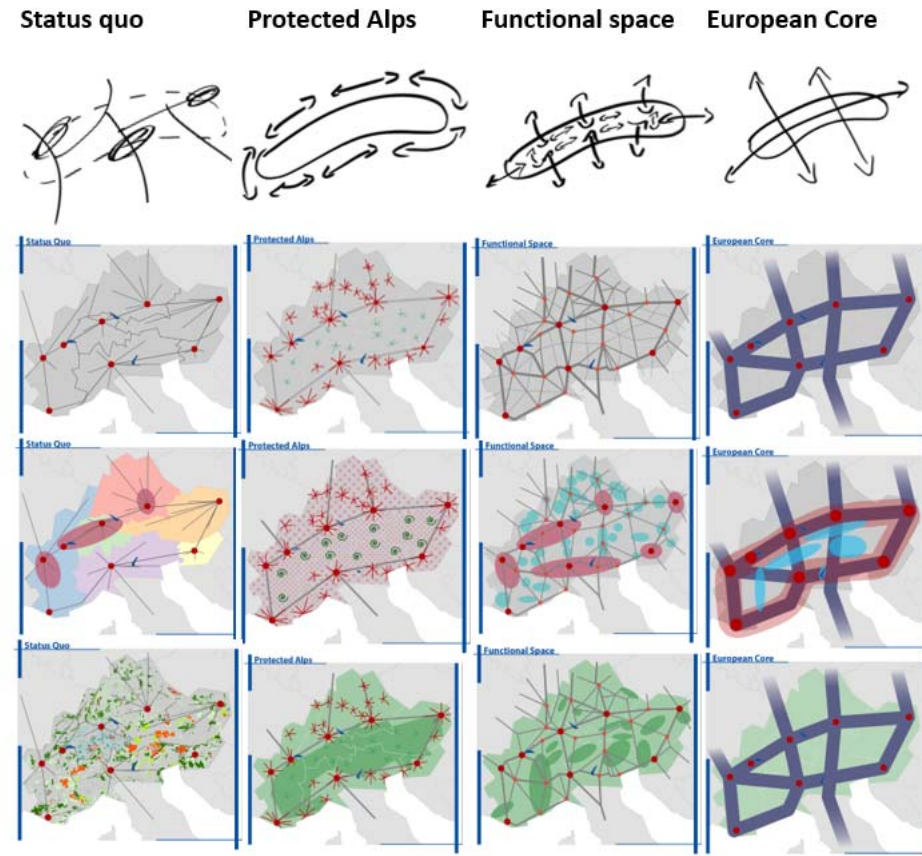 Status quo
Protected Alps
Functional space
European Core
Status Quo
Protected Alps
Functional Space
European Core
Status Quo
Protected Alps
Functional Space
European Core
Status Quo
Protected Alps
Functional Space
European Core